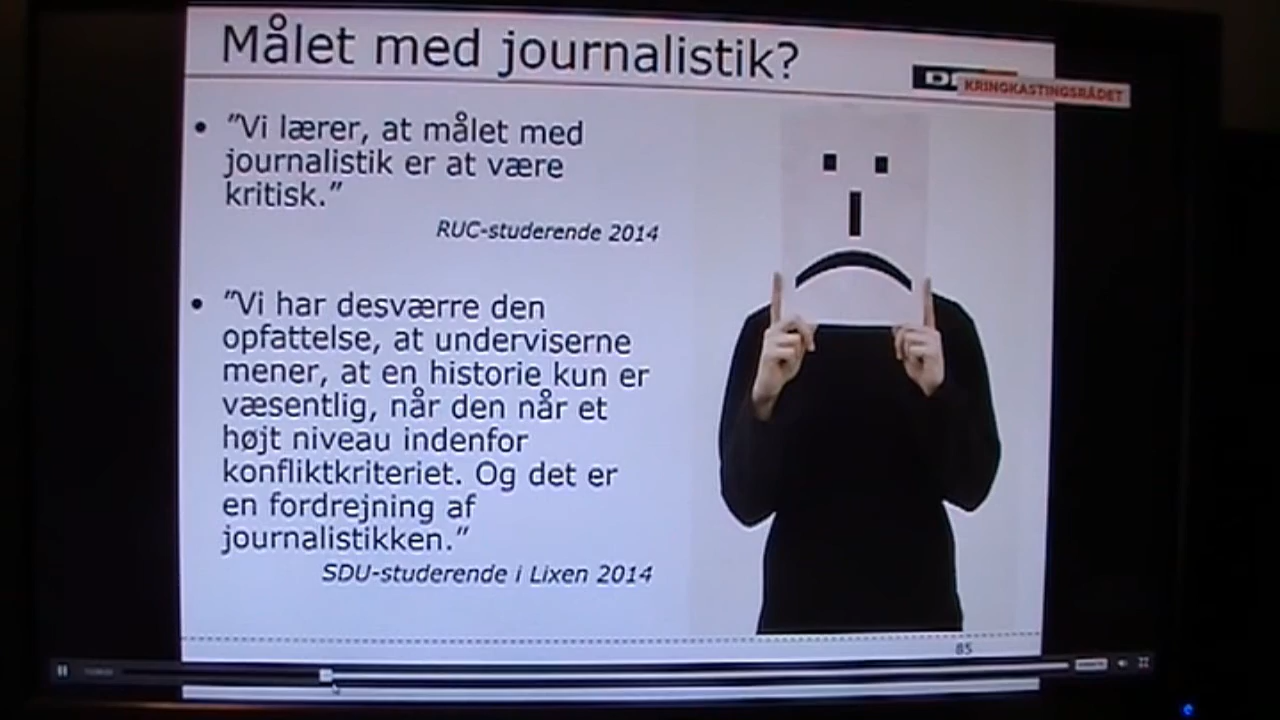 Målet med journalistik?
KRINGKASTINGSRÅDET
• ”Vi lærer, at målet med
journalistik er at være
kritisk.”
RUC-studerende 2014
• ”Vi har desværre den
opfattelse, at underviserne
mener, at en historie kun er
væsentlig, når den når et
højt niveau indenfor
konfliktkriteriet. Og det er
en fordrejning af
journalistikken.”
SDU-studerende i Lixen 2014
85